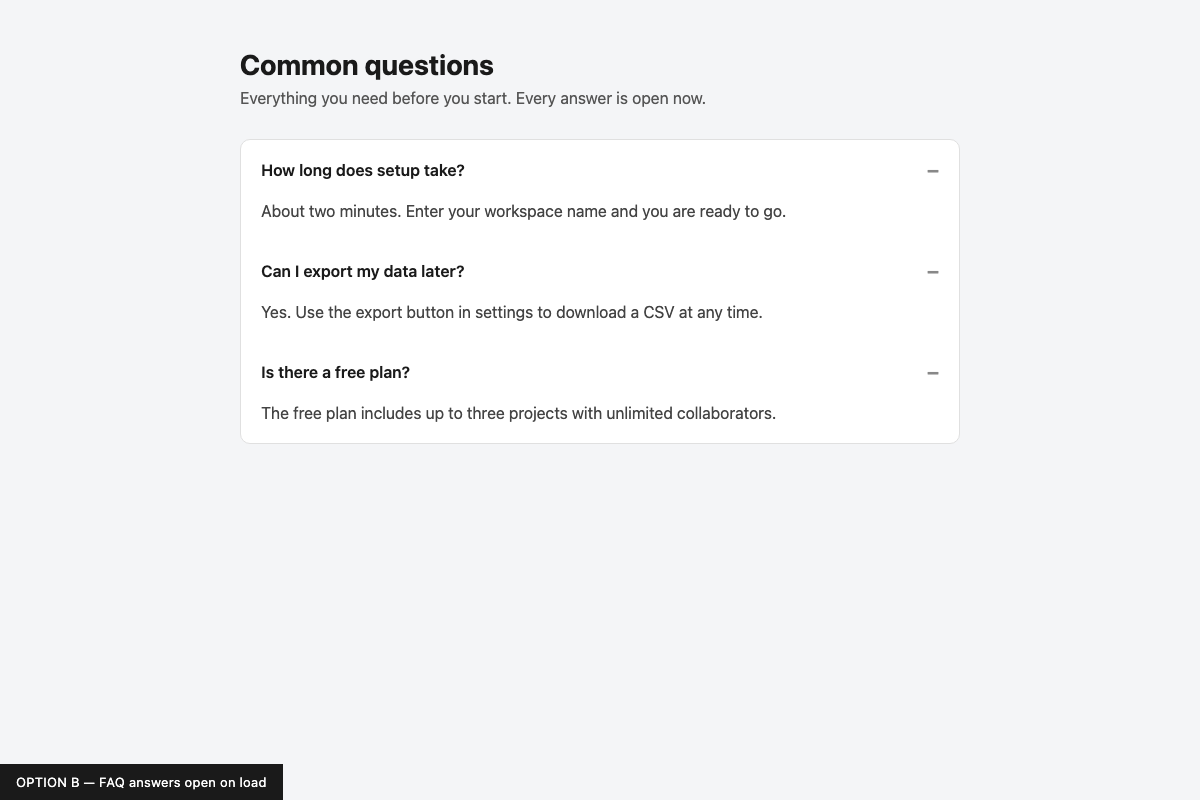 Common questions
Everything you need before you start. Every answer is open now.
How long does setup take?
About two minutes. Enter your workspace name and you are ready to go.
Can I export my data later?
Yes. Use the export button in settings to download a CSV at any time.
Is there a free plan?
The free plan includes up to three projects with unlimited collaborators.
OPTION B — FAQ answers open on load